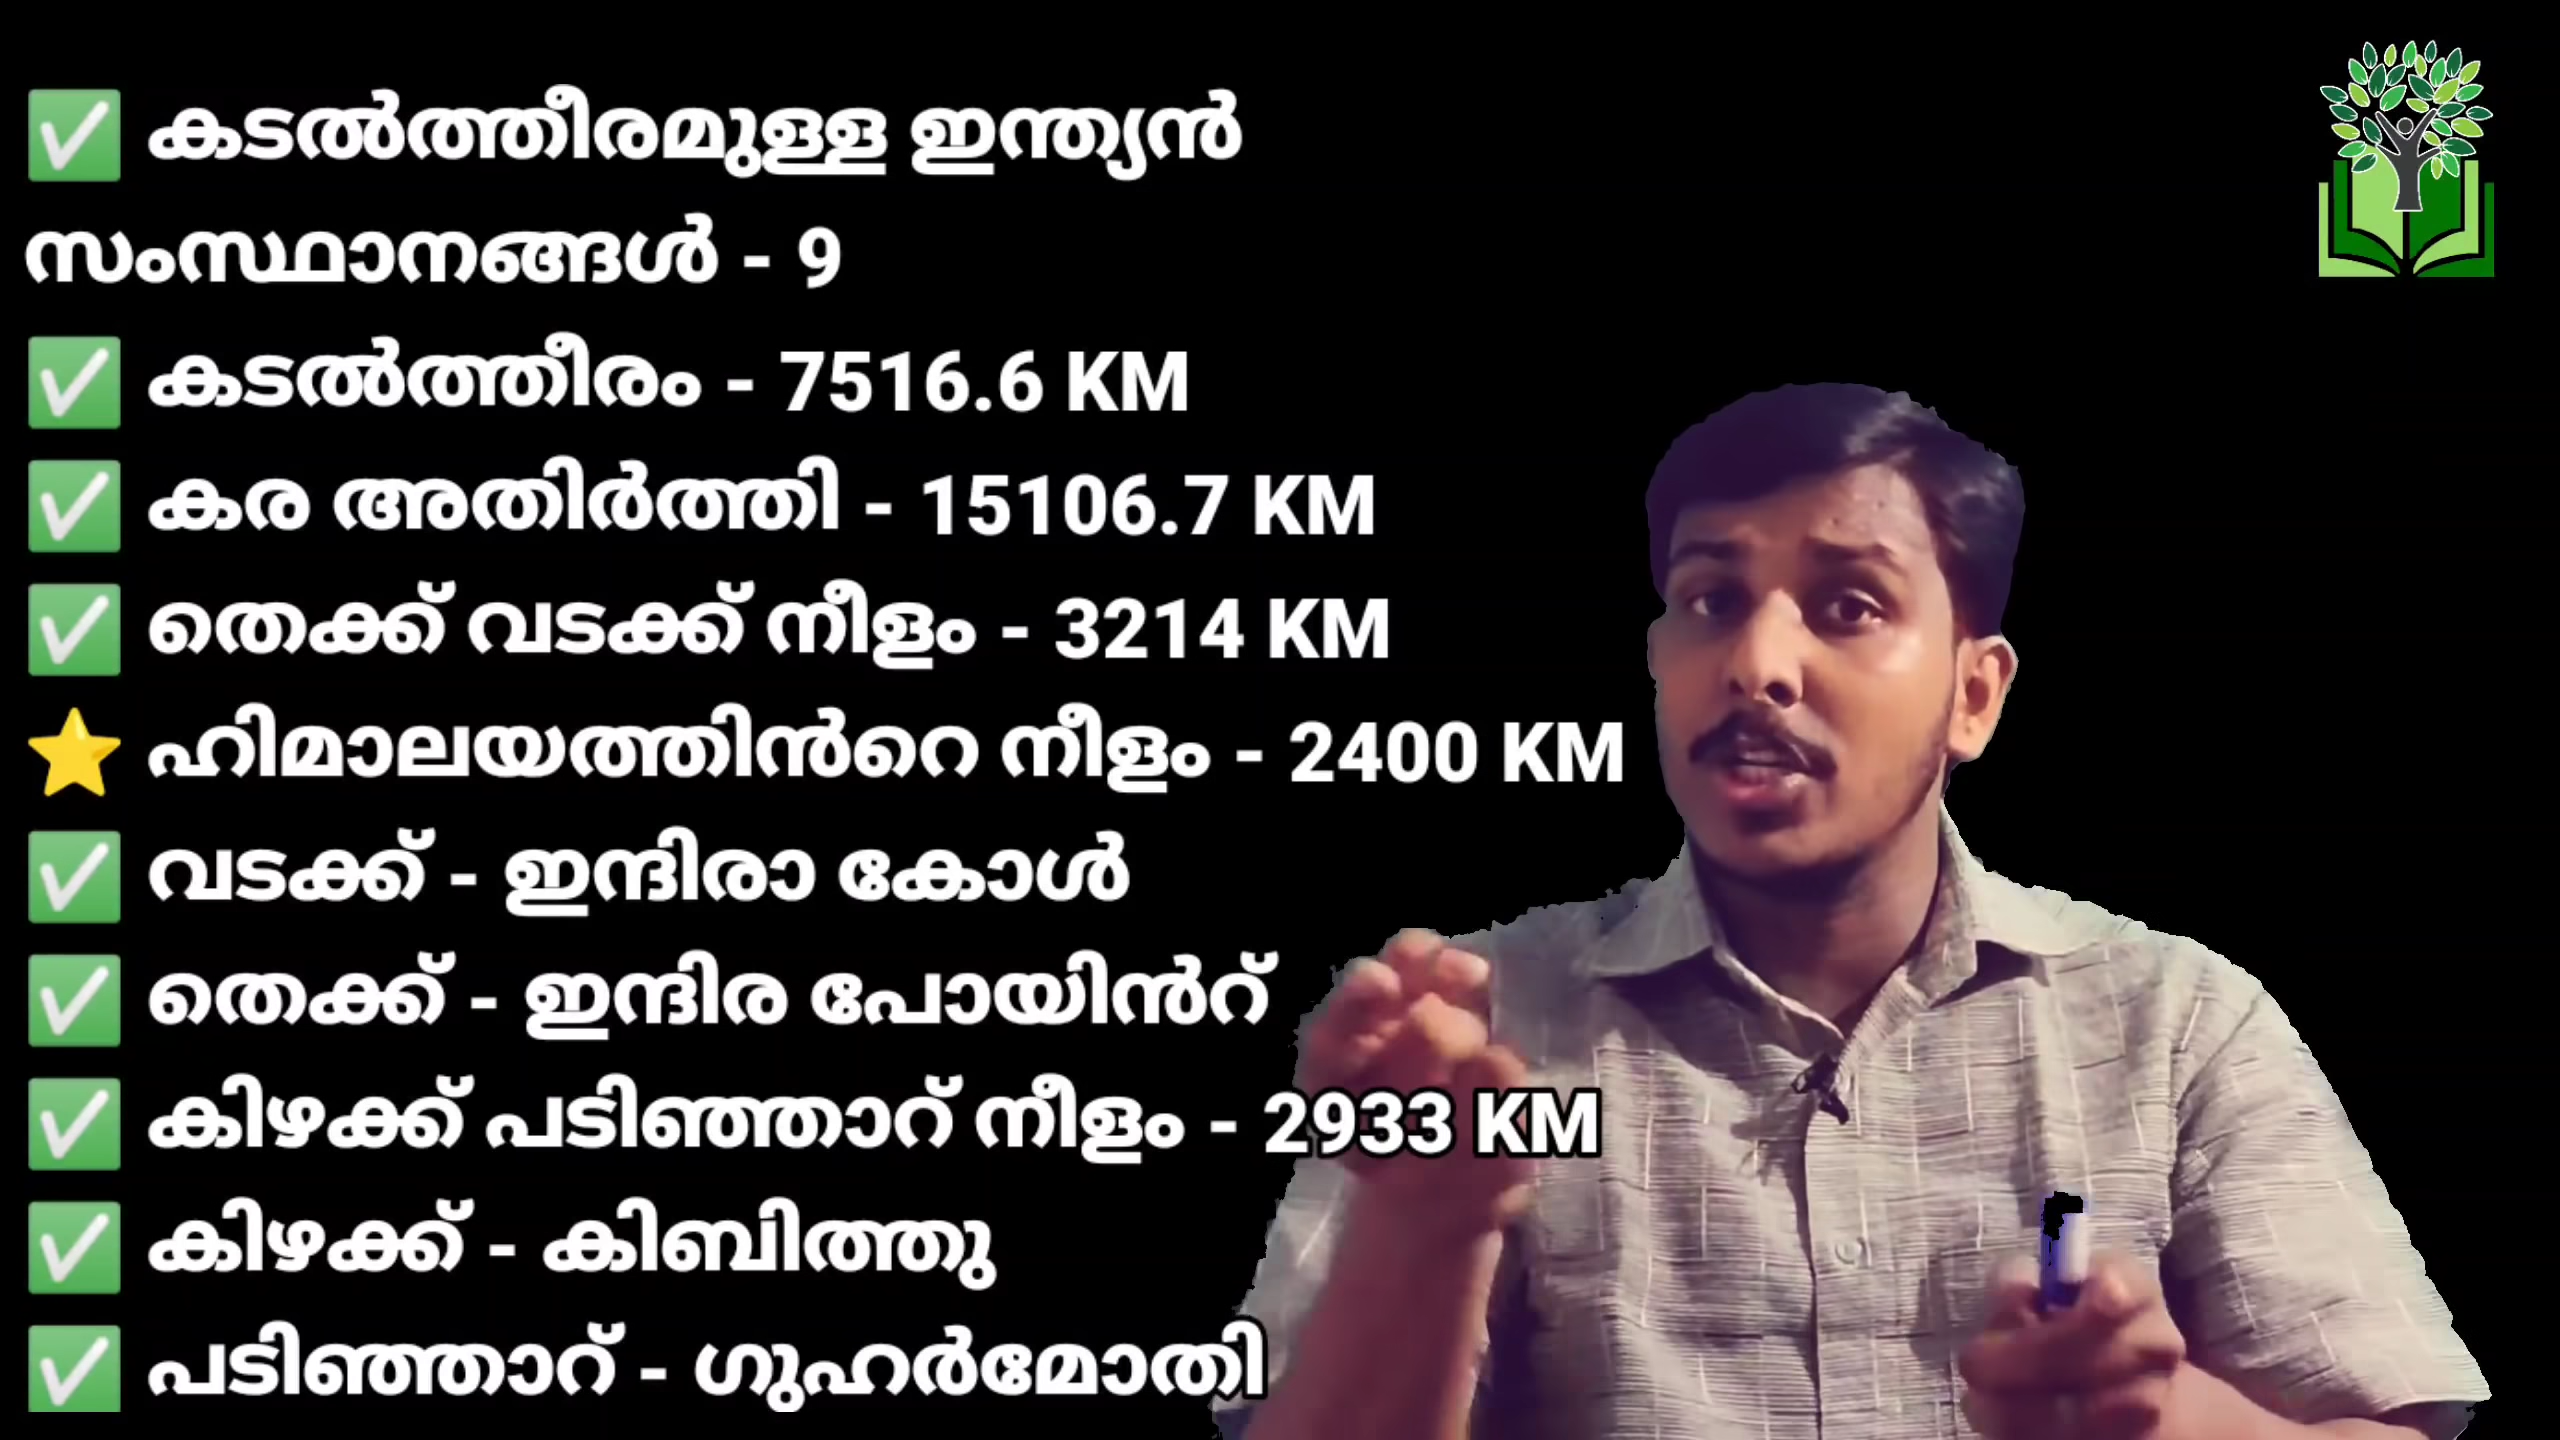 ✅ കടൽത്തീരമുള്ള ഇന്ത്യൻ
സംസ്ഥാനങ്ങൾ - 9
✅ കടൽത്തീരം - 7516.6 KM
✅ കര അതിർത്തി - 15106.7 KM
✅ തെക്ക് വടക്ക് നീളം - 3214 KM
⭐ ഹിമാലയത്തിൻറെ നീളം - 2400 KM
✅ വടക്ക് - ഇന്ദിരാ കോൾ
✅ തെക്ക് - ഇന്ദിര പോയിൻറ്
✅ കിഴക്ക് പടിഞ്ഞാറ് നീളം - 2933 KM
✅ കിഴക്ക് - കിബിത്തു
✅ പടിഞ്ഞാറ് - ഗുഹർമോതി